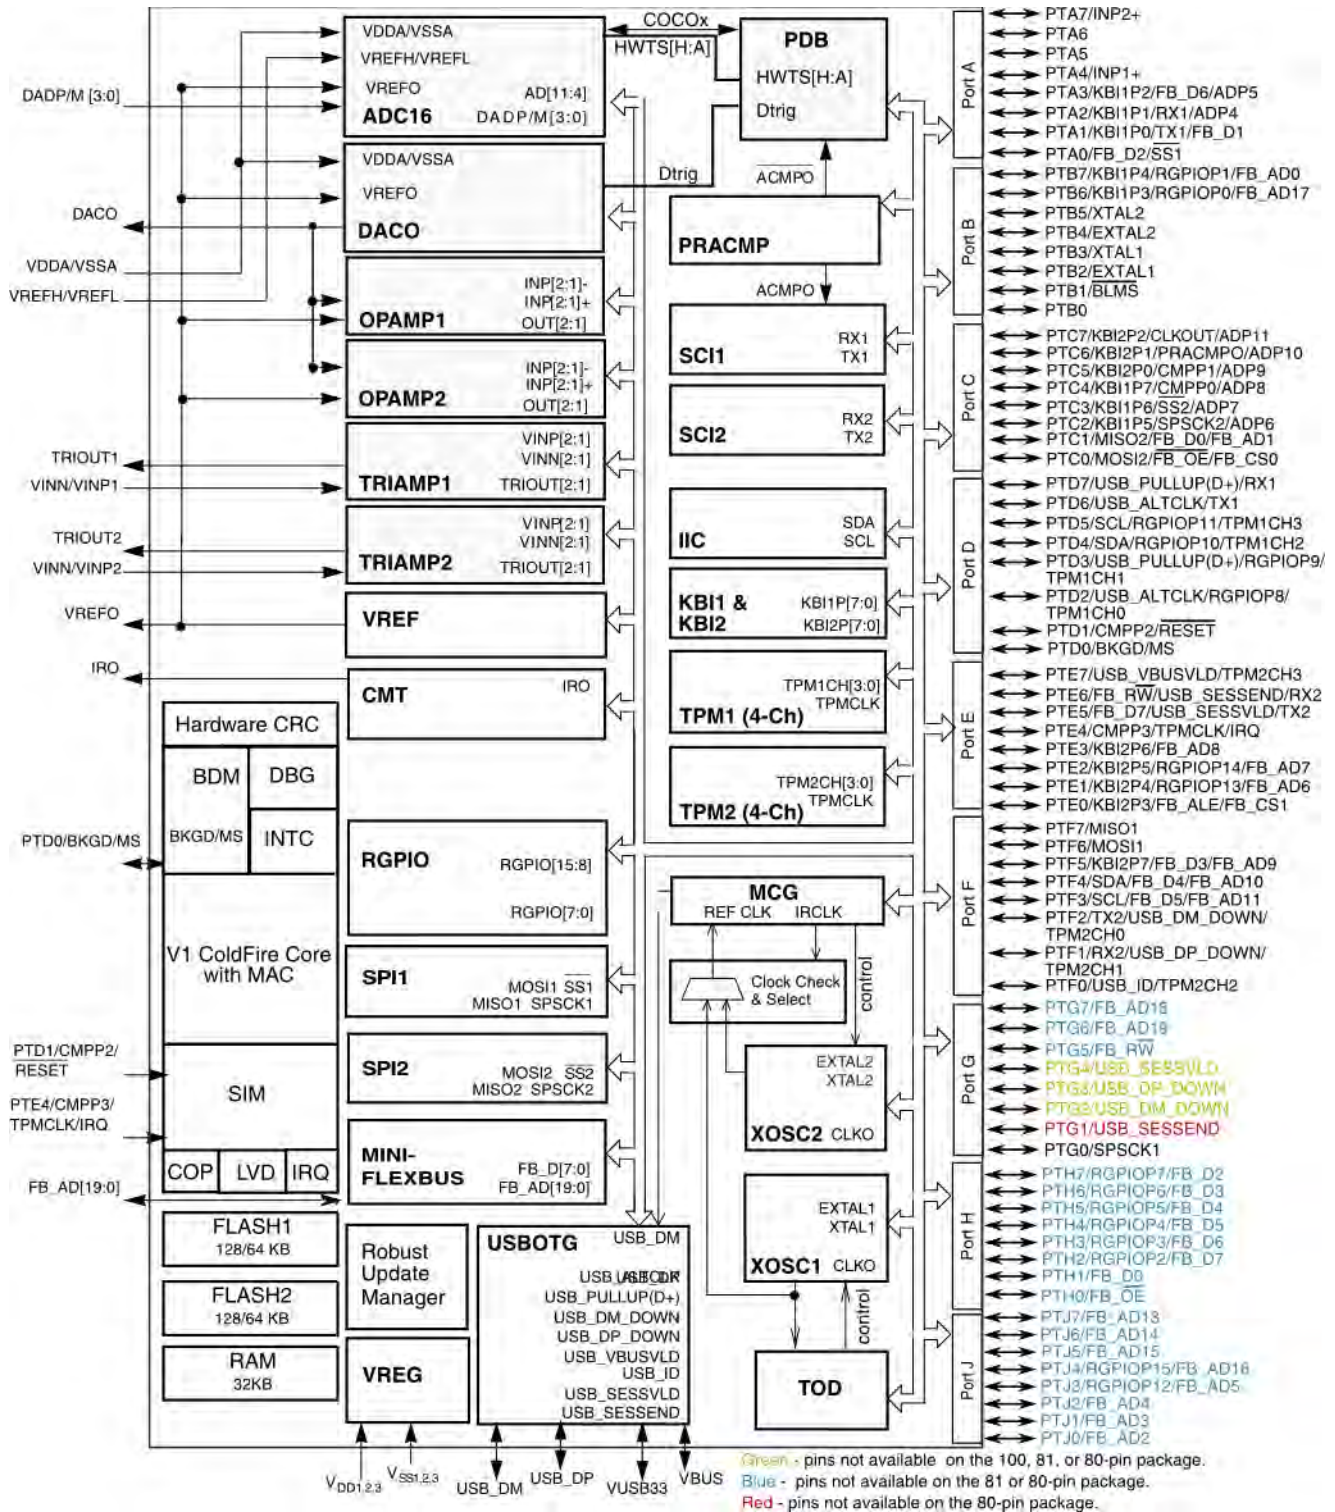 DADP/M [3:0]
DACO
VDDA/VSSA
VREFH/VREFL
TRIOUT1
VINN/VINP1
TRIOUT2
VINN/VINP2
VREFO
IRO
PTD0/BKGD/MS
PTD1/CMPP2/
RESET
PTE4/CMPP3/
TPMCLK/IRQ
FB_AD[19:0]
VDDA/VSSA
VREFH/VREFL
VREFO
AD[11:4]
ADC16
DADP/M[3:0]
VDDA/VSSA
VREFO
DACO
INP[2:1]-
INP[2:1]+
OPAMP1
OUT[2:1]
INP[2:1]-
INP[2:1]+
OPAMP2
OUT[2:1]
VINP[2:1]
VINN[2:1]
TRIAMP1
TRIOUT[2:1]
VINP[2:1]
VINN[2:1]
TRIAMP2
TRIOUT[2:1]
VREF
CMT
IRO
Hardware CRC
BDM
DBG
BKGD/MS
INTC
V1 ColdFire Core
with MAC
SIM
COP
LVD
IRQ
FLASH1
128/64 KB
FLASH2
128/64 KB
RAM
32KB
RGPIO
RGPIO[15:8]
RGPIO[7:0]
SPI1
MOSI1 SS1
MISO1 SPSCK1
SPI2
MOSI2 SS2
MISO2 SPSCK2
MINI-
FLEXBUS
FB_D[7:0]
FB_AD[19:0]
Robust
Update
Manager
VREG
USBOTG
USB_DM
USB_PULLUP(D+)
USB_DM_DOWN
USB_DP_DOWN
USB_VBUSVLD
USB_ID
USB_SESSVLD
USB_SESSEND
VDD1,2,3
VSS1,2,3
USB_DM
USB_DP
VUSB33
VBUS
COCOx
HWTS[H:A]
PDB
HWTS[H:A]
Dtrig
Dtrig
ACMPO
PRACMP
ACMPO
SCI1
RX1
TX1
SCI2
RX2
TX2
IIC
SDA
SCL
KBI1 &
KBI2
KBI1P[7:0]
KBI2P[7:0]
TPM1CH[3:0]
TPMCLK
TPM1 (4-Ch)
TPM2CH[3:0]
TPMCLK
TPM2 (4-Ch)
MCG
REF CLK
IRCLK
Clock Check
& Select
control
EXTAL2
XTAL2
XOSC2
CLKO
EXTAL1
XTAL1
XOSC1
CLKO
control
TOD
Port A
PTA7/INP2+
PTA6
PTA5
PTA4/INP1+
PTA3/KBI1P2/FB_D6/ADP5
PTA2/KBI1P1/RX1/ADP4
PTA1/KBI1P0/TX1/FB_D1
PTA0/FB_D2/SS1
Port B
PTB7/KBI1P4/RGPIOP1/FB_AD0
PTB6/KBI1P3/RGPIOP0/FB_AD17
PTB5/XTAL2
PTB4/EXTAL2
PTB3/XTAL1
PTB2/EXTAL1
PTB1/BLMS
PTB0
Port C
PTC7/KBI2P2/CLKOUT/ADP11
PTC6/KBI2P1/PRACMPO/ADP10
PTC5/KBI2P0/CMPP1/ADP9
PTC4/KBI1P7/CMPP0/ADP8
PTC3/KBI1P6/SS2/ADP7
PTC2/KBI1P5/SPSCK2/ADP6
PTC1/MISO2/FB_D0/FB_AD1
PTC0/MOSI2/FB_OE/FB_CS0
Port D
PTD7/USB_PULLUP(D+)/RX1
PTD6/USB_ALTCLK/TX1
PTD5/SCL/RGPIOP11/TPM1CH3
PTD4/SDA/RGPIOP10/TPM1CH2
PTD3/USB_PULLUP(D+)/RGPIOP9/
TPM1CH1
PTD2/USB_ALTCLK/RGPIOP8/
TPM1CH0
PTD1/CMPP2/RESET
PTD0/BKGD/MS
Port E
PTE7/USB_VBUSVLD/TPM2CH3
PTE6/FB_RW/USB_SESSEND/RX2
PTE5/FB_D7/USB_SESSVLD/TX2
PTE4/CMPP3/TPMCLK/IRQ
PTE3/KBI2P6/FB_AD8
PTE2/KBI2P5/RGPIOP14/FB_AD7
PTE1/KBI2P4/RGPIOP13/FB_AD6
PTE0/KBI2P3/FB_ALE/FB_CS1
Port F
PTF7/MISO1
PTF6/MOSI1
PTF5/KBI2P7/FB_D3/FB_AD9
PTF4/SDA/FB_D4/FB_AD10
PTF3/SCL/FB_D5/FB_AD11
PTF2/TX2/USB_DM_DOWN/
TPM2CH0
PTF1/RX2/USB_DP_DOWN/
TPM2CH1
PTF0/USB_ID/TPM2CH2
Port G
PTG7/FB_AD18
PTG6/FB_AD19
PTG5/FB_RW
PTG4/USB_SESSVLD
PTG3/USB_DP_DOWN
PTG2/USB_DM_DOWN
PTG1/USB_SESSEND
PTG0/SPSCK1
Port H
PTH7/RGPIOP7/FB_D2
PTH6/RGPIOP6/FB_D3
PTH5/RGPIOP5/FB_D4
PTH4/RGPIOP4/FB_D5
PTH3/RGPIOP3/FB_D6
PTH2/RGPIOP2/FB_D7
PTH1/FB_D0
PTH0/FB_OE
Port J
PTJ7/FB_AD13
PTJ6/FB_AD14
PTJ5/FB_AD15
PTJ4/RGPIOP15/FB_AD16
PTJ3/RGPIOP12/FB_AD5
PTJ2/FB_AD4
PTJ1/FB_AD3
PTJ0/FB_AD2
Green - pins not available on the 100, 81, or 80-pin package.
Blue - pins not available on the 81 or 80-pin package.
Red - pins not available on the 80-pin package.